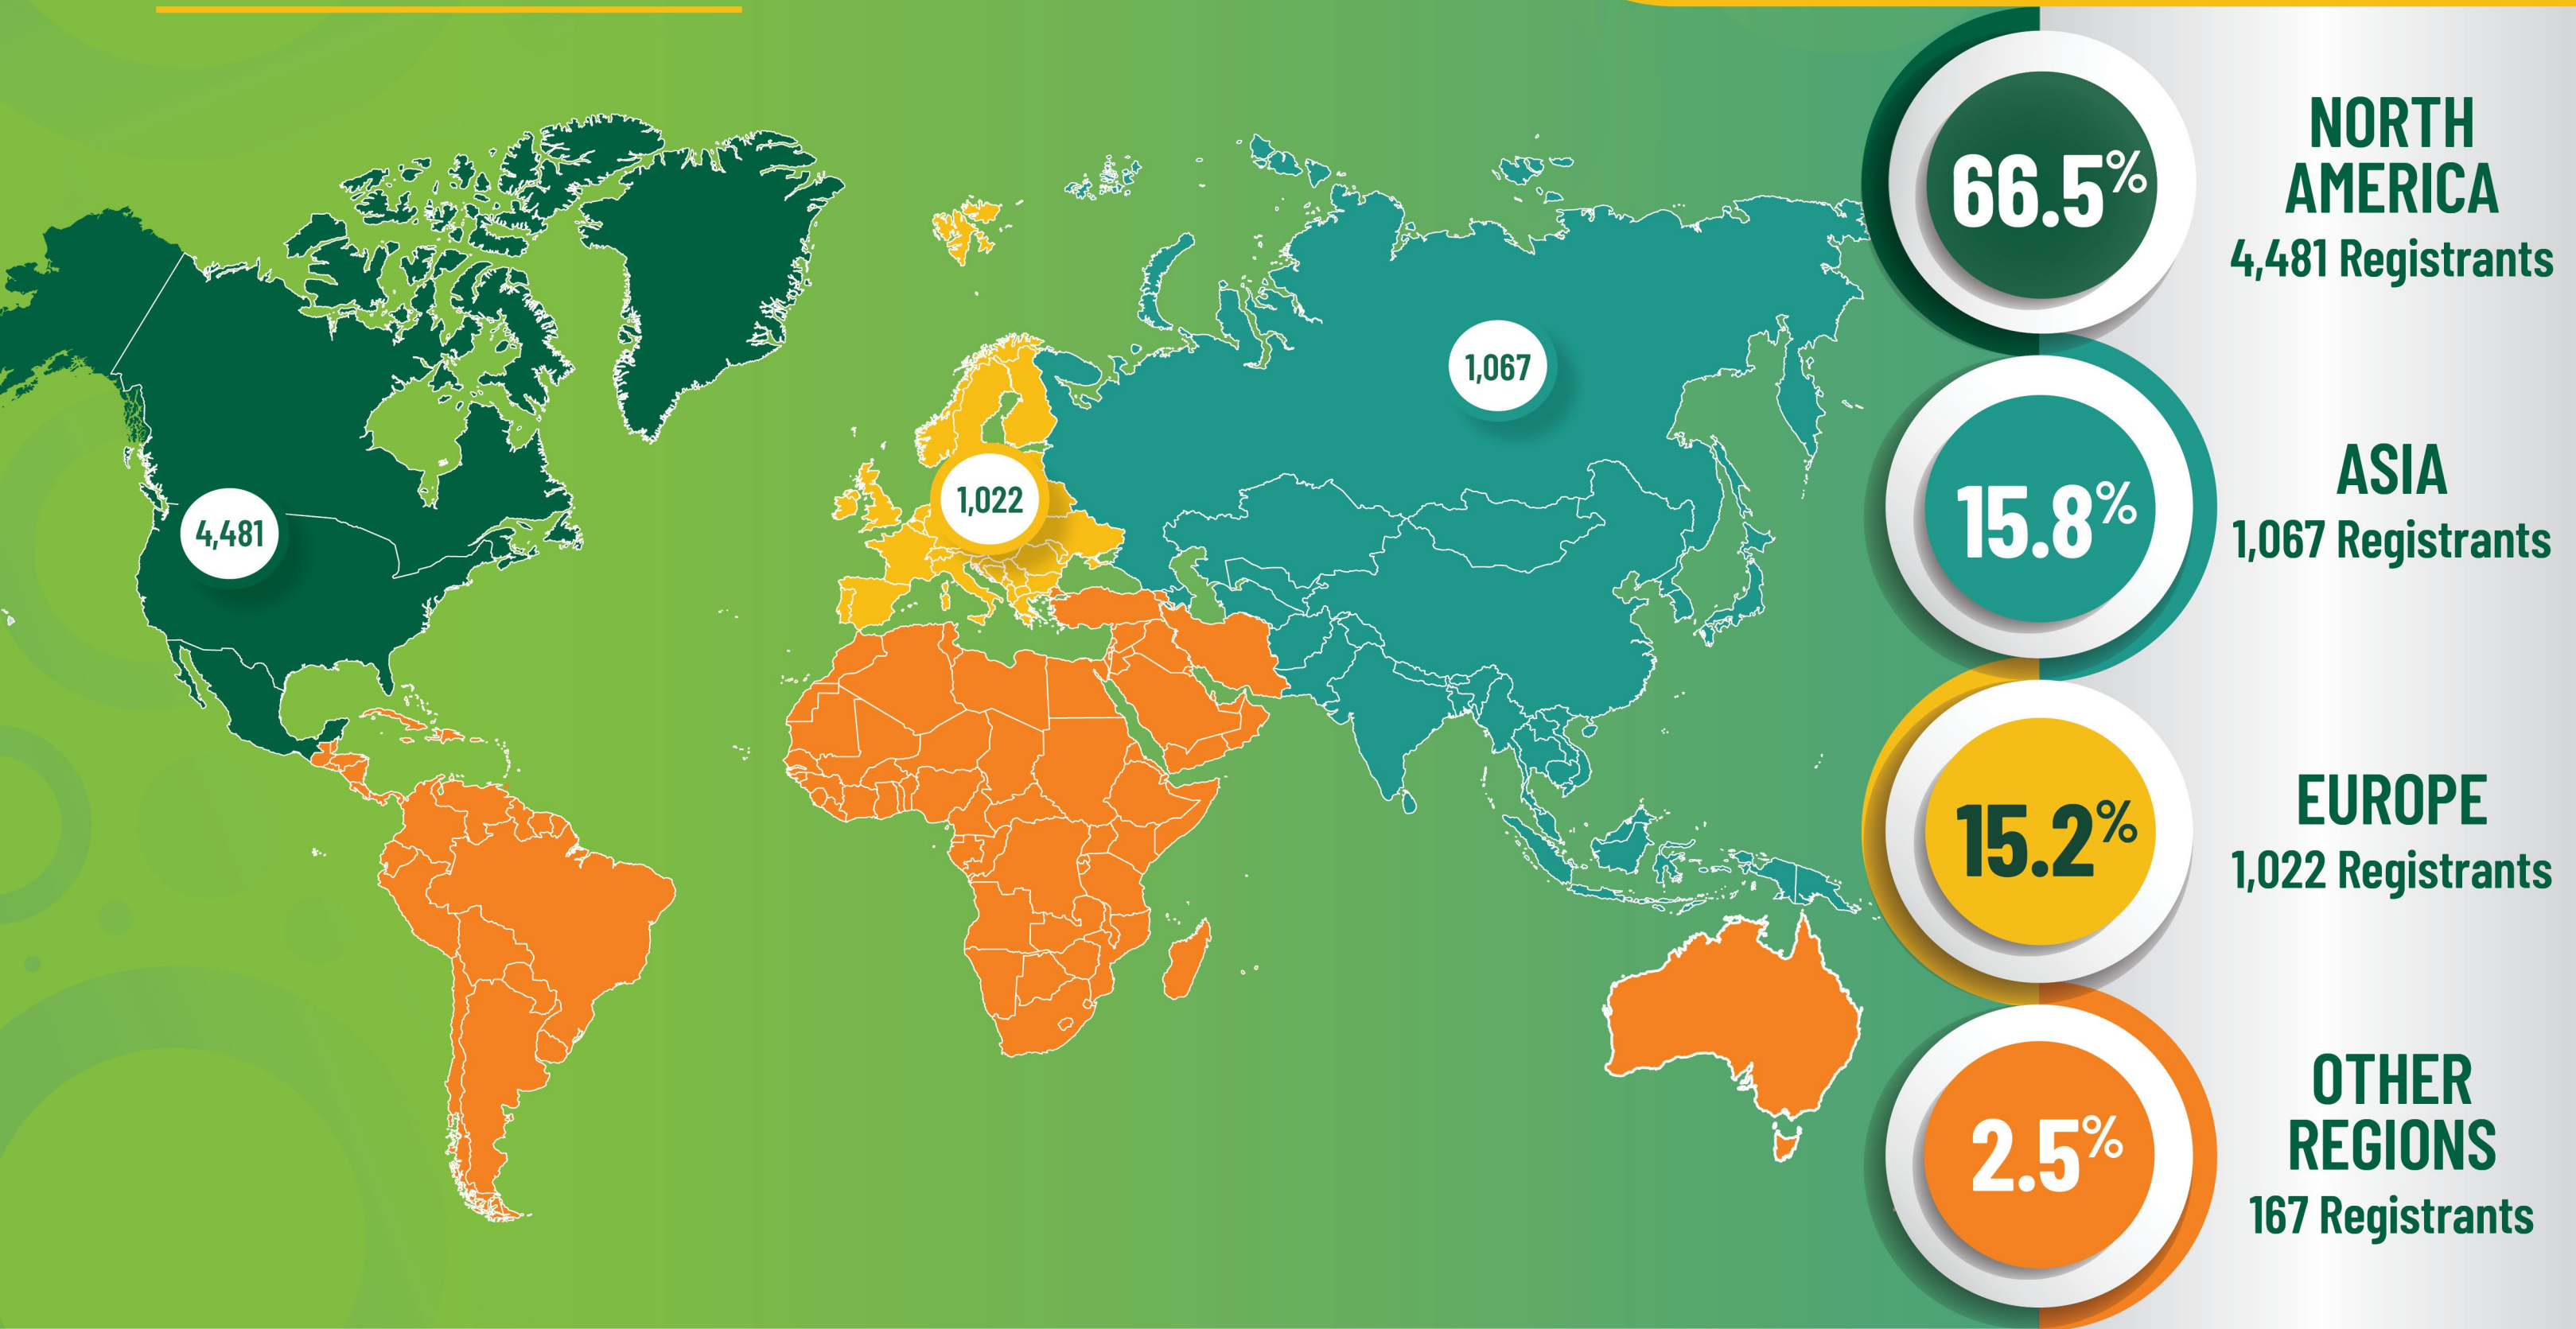 4,481
1,022
1,067
66.5%
NORTH
AMERICA
4,481 Registrants
15.8%
ASIA
1,067 Registrants
15.2%
EUROPE
1,022 Registrants
2.5%
OTHER
REGIONS
167 Registrants